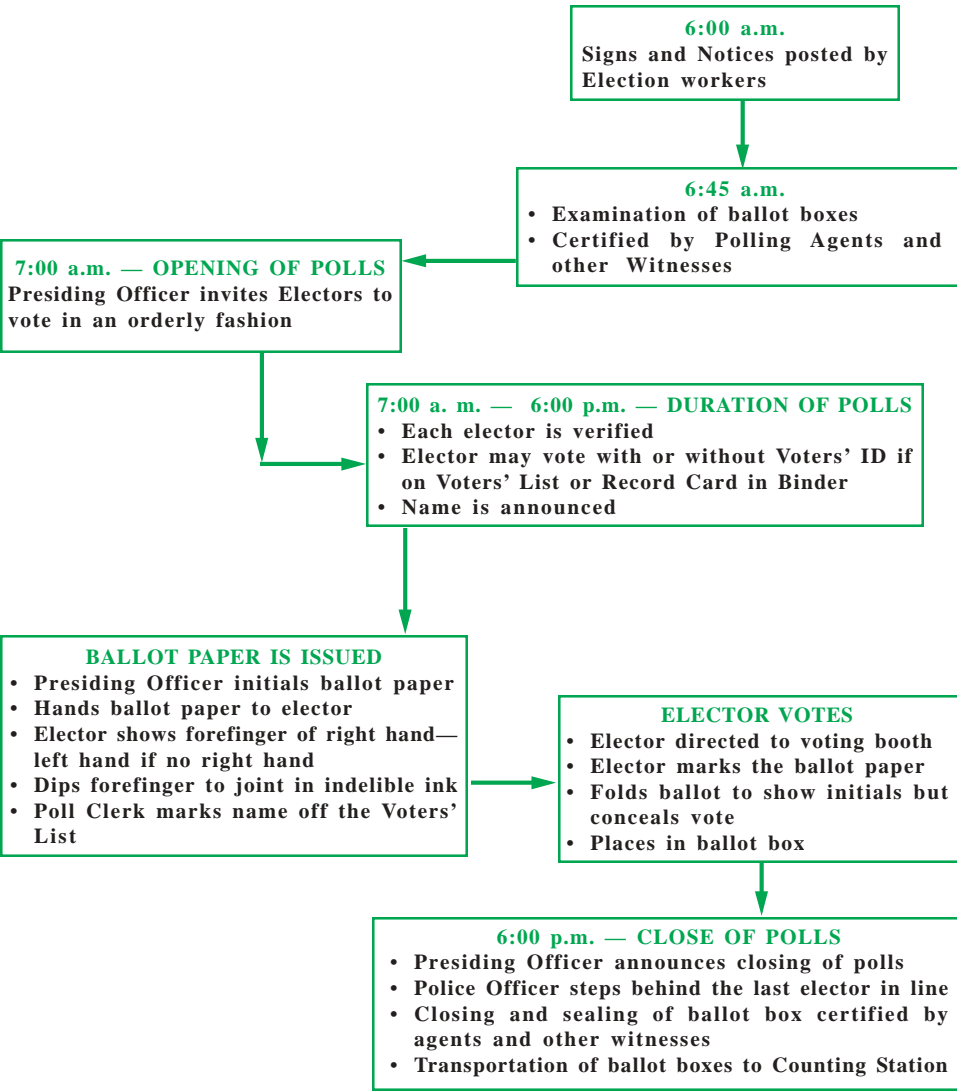 6:00 a.m.
Signs and Notices posted by
Election workers
6:45 a.m.
• Examination of ballot boxes
• Certified by Polling Agents and
other Witnesses
7:00 a.m. — OPENING OF POLLS
Presiding Officer invites Electors to
vote in an orderly fashion
7:00 a. m. — 6:00 p.m. — DURATION OF POLLS
• Each elector is verified
• Elector may vote with or without Voters' ID if
on Voters' List or Record Card in Binder
• Name is announced
BALLOT PAPER IS ISSUED
• Presiding Officer initials ballot paper
• Hands ballot paper to elector
• Elector shows forefinger of right hand—
left hand if no right hand
• Dips forefinger to joint in indelible ink
• Poll Clerk marks name off the Voters'
List
ELECTOR VOTES
• Elector directed to voting booth
• Elector marks the ballot paper
• Folds ballot to show initials but
conceals vote
• Places in ballot box
6:00 p.m. — CLOSE OF POLLS
• Presiding Officer announces closing of polls
• Police Officer steps behind the last elector in line
• Closing and sealing of ballot box certified by
agents and other witnesses
• Transportation of ballot boxes to Counting Station